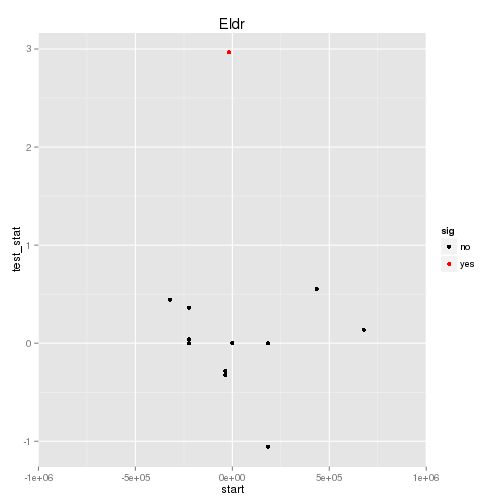 Eldr
3
2
1
0
-1
test_stat
-1e+06
-5e+05
0e+00
5e+05
1e+06
start
sig
no
yes